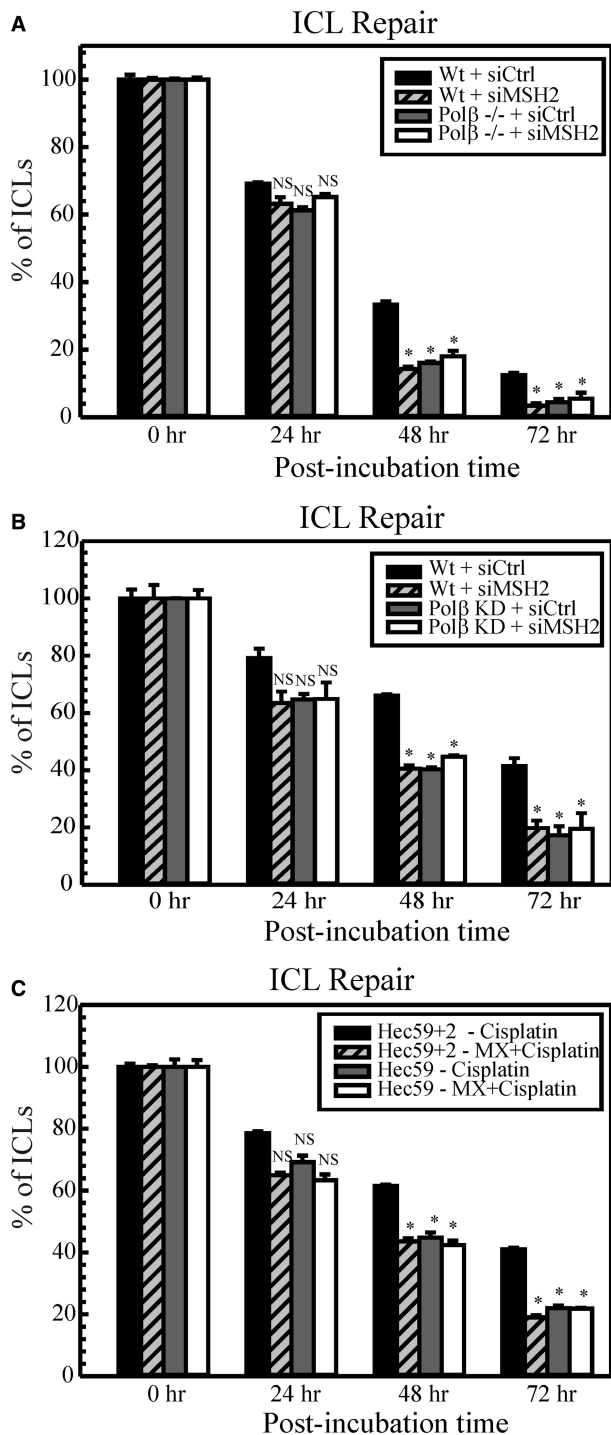 A
ICL Repair
Wt + siCtrl
Wt + siMSH2
Polβ -/- + siCtrl
Polβ -/- + siMSH2
% of ICLs
100
80
60
40
20
0
NS NS NS
* * *
* * *
0 hr 24 hr 48 hr 72 hr
Post-incubation time
B
ICL Repair
Wt + siCtrl
Wt + siMSH2
Polβ KD + siCtrl
Polβ KD + siMSH2
% of ICLs
120
100
80
60
40
20
0
NS NS NS
* * *
* * *
0 hr 24 hr 48 hr 72 hr
Post-incubation time
C
ICL Repair
Hec59+2 - Cisplatin
Hec59+2 - MX+Cisplatin
Hec59 - Cisplatin
Hec59 - MX+Cisplatin
% of ICLs
120
100
80
60
40
20
0
NS NS NS
* * *
* * *
0 hr 24 hr 48 hr 72 hr
Post-incubation time